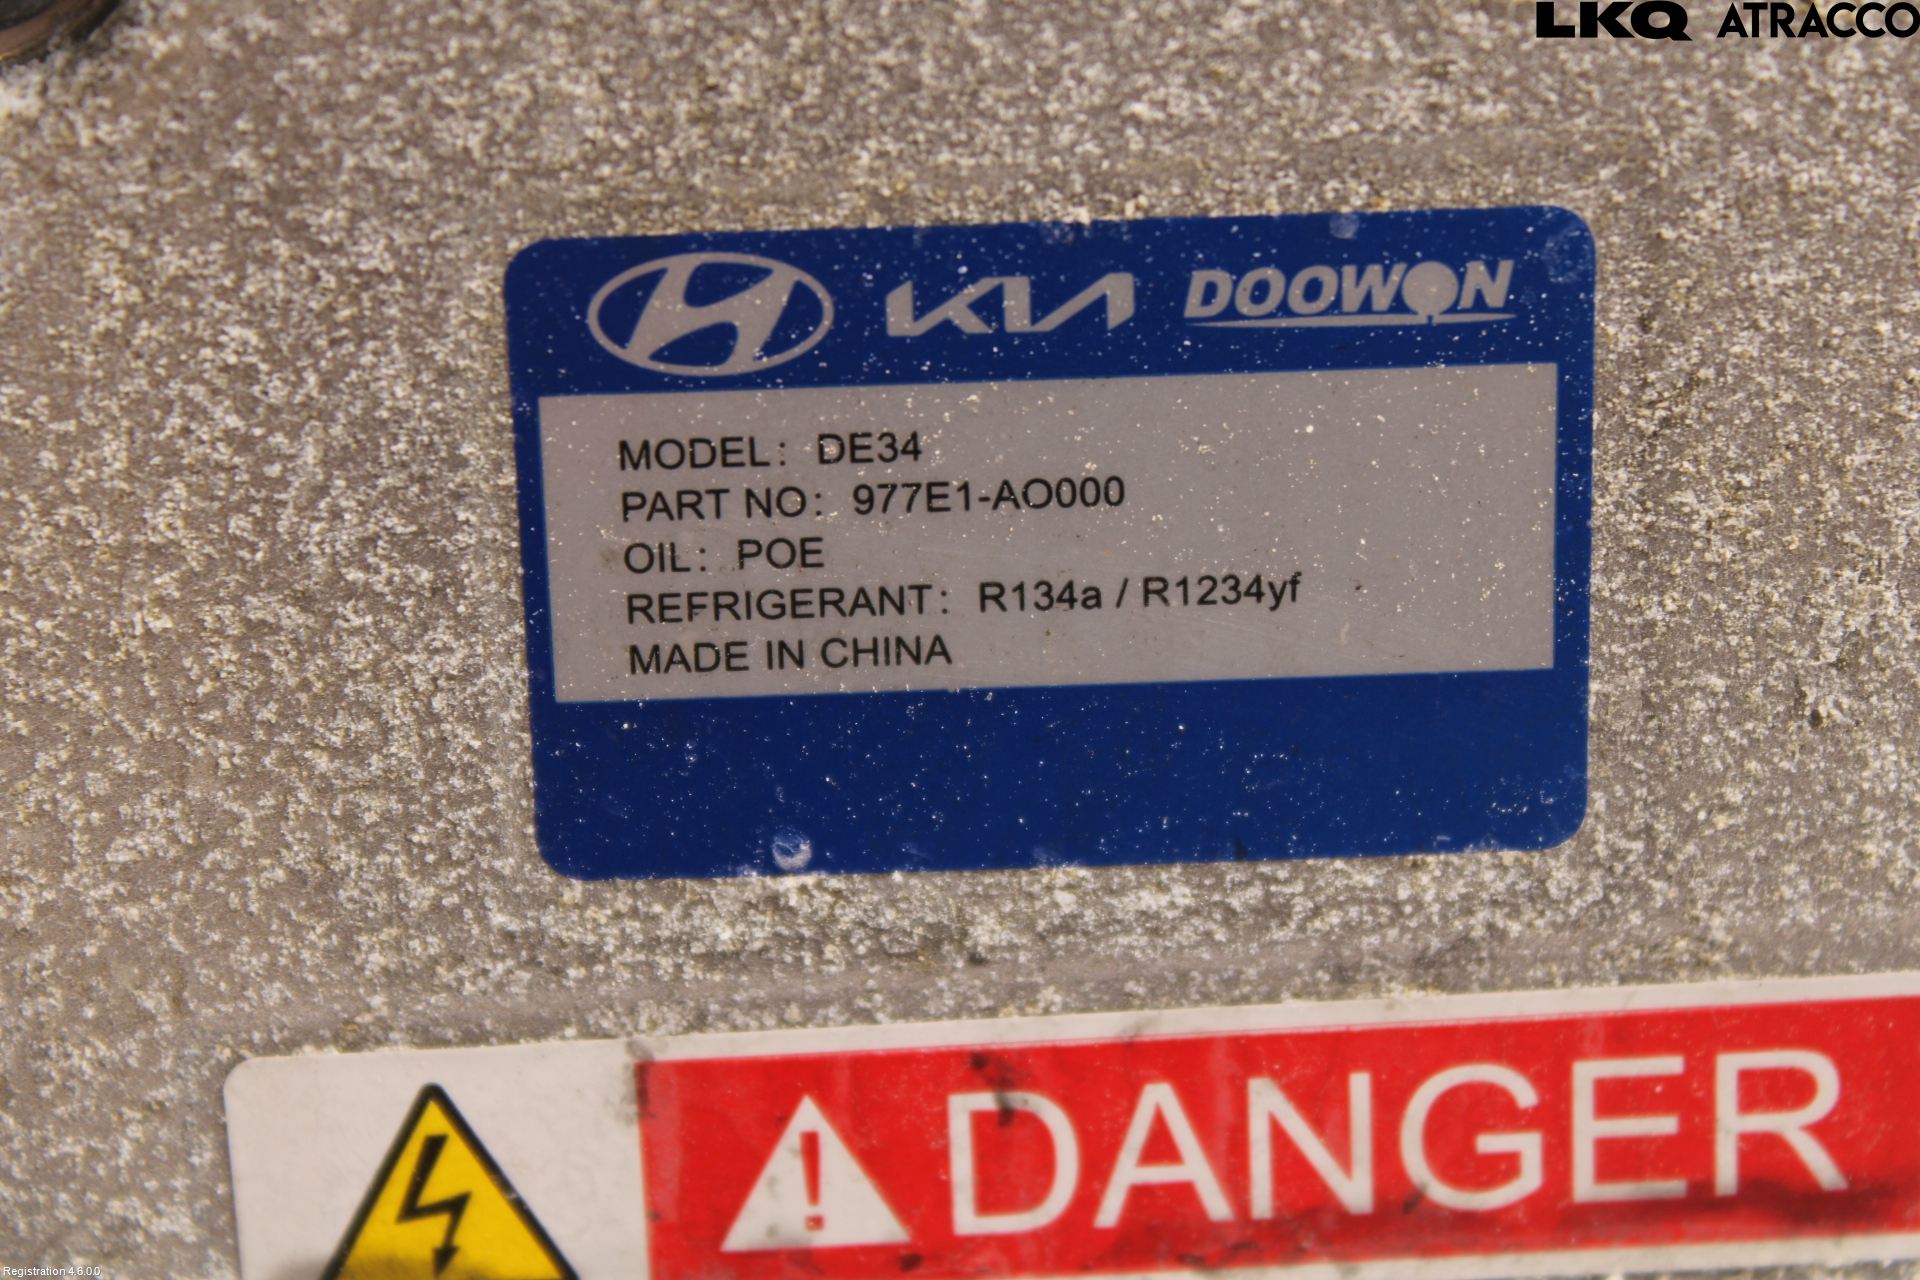 LKQ ATRACCO
KIA DOOWON
MODEL: DE34
PART NO: 977E1-AO000
OIL: POE
REFRIGERANT: R134a / R1234yf
MADE IN CHINA
DANGER
Registration 4.6.0.0